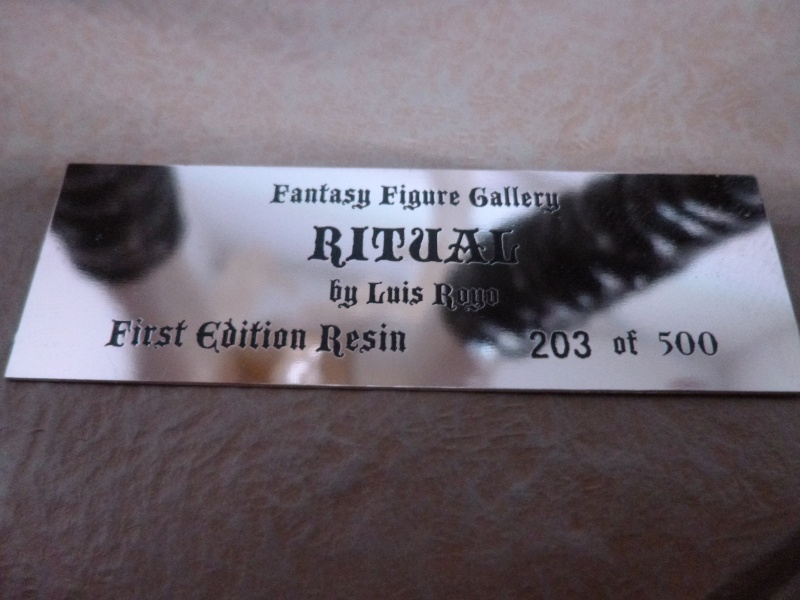 Fantasy Figure Gallery
RITUAL
by Luis Royo
First Edition Resin 203 of 500